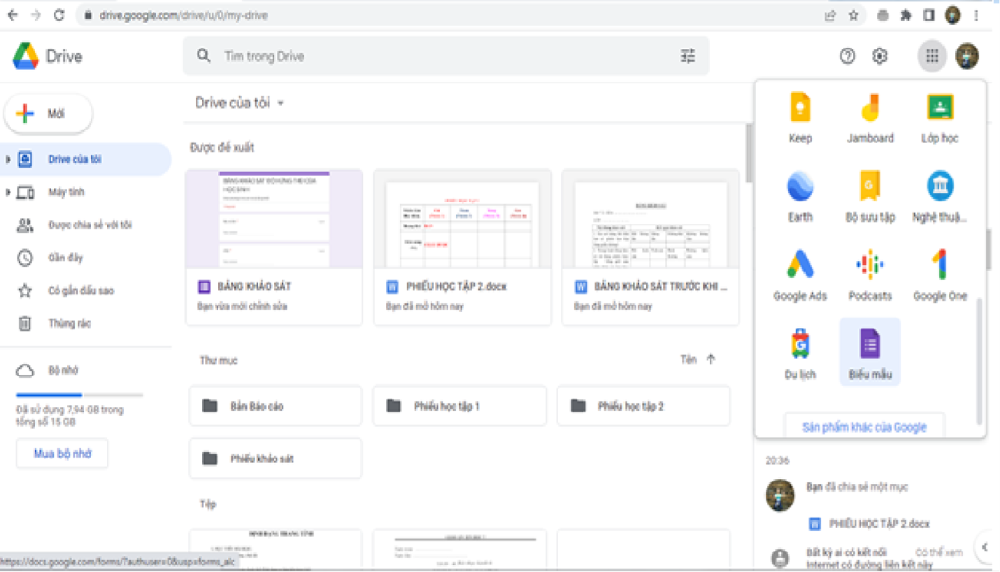 drive.google.com/drive/u/0/my-drive
Drive
Tìm trong Drive
Mới
Drive của tôi
Máy tính
Được chia sẻ với tôi
Gần đây
Có gắn dấu sao
Thùng rác
Bộ nhớ
Đã sử dụng 7,94 GB trong
tổng số 15 GB
Mua bộ nhớ
Drive của tôi
Được đề xuất
BẢNG KHẢO SÁT
Bạn vừa mới chỉnh sửa
PHIẾU HỌC TẬP 2.docx
Bạn đã mở hôm nay
BẢNG KHẢO SÁT TRƯỚC KHI ...
Bạn đã mở hôm nay
Thư mục
Tên
Bản Báo cáo
Phiếu học tập 1
Phiếu học tập 2
Phiếu khảo sát
Tệp
Keep
Jamboard
Lớp học
Earth
Bộ sưu tập
Nghệ thuậ...
Google Ads
Podcasts
Google One
Du lịch
Biểu mẫu
Sản phẩm khác của Google
20:36
Bạn đã chia sẻ một mục
PHIẾU HỌC TẬP 2.docx
Bất kỳ ai có kết nối
Internet có đường liên kết này
Có thể xem
https://docs.google.com/forms/?authuser=0&usp=forms_alc